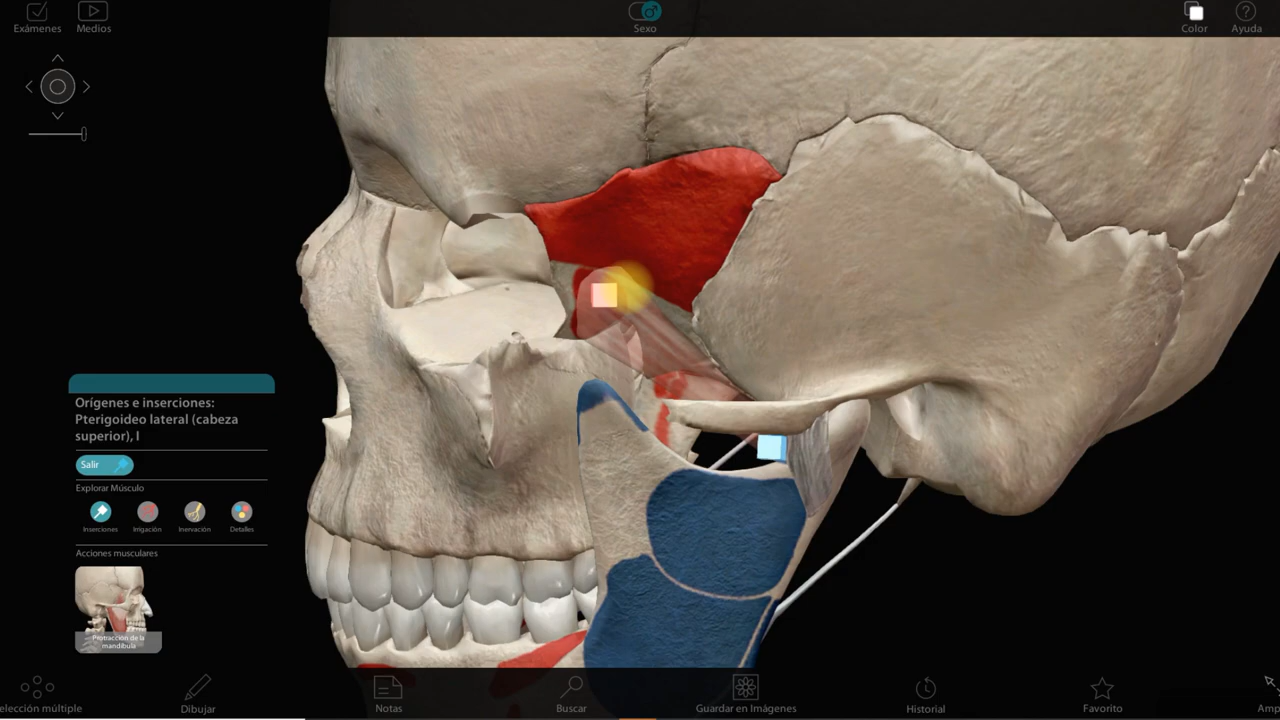 Exámenes
Medios
Sexo
Color
Ayuda
Orígenes e inserciones:
Pterigoideo lateral (cabeza
superior), I
Salir
Explorar Músculo
Inserciones
Irrigación
Inervación
Detalles
Acciones musculares
Protracción de la
mandíbula
elección múltiple
Dibujar
Notas
Buscar
Guardar en Imágenes
Historial
Favorito
Amp